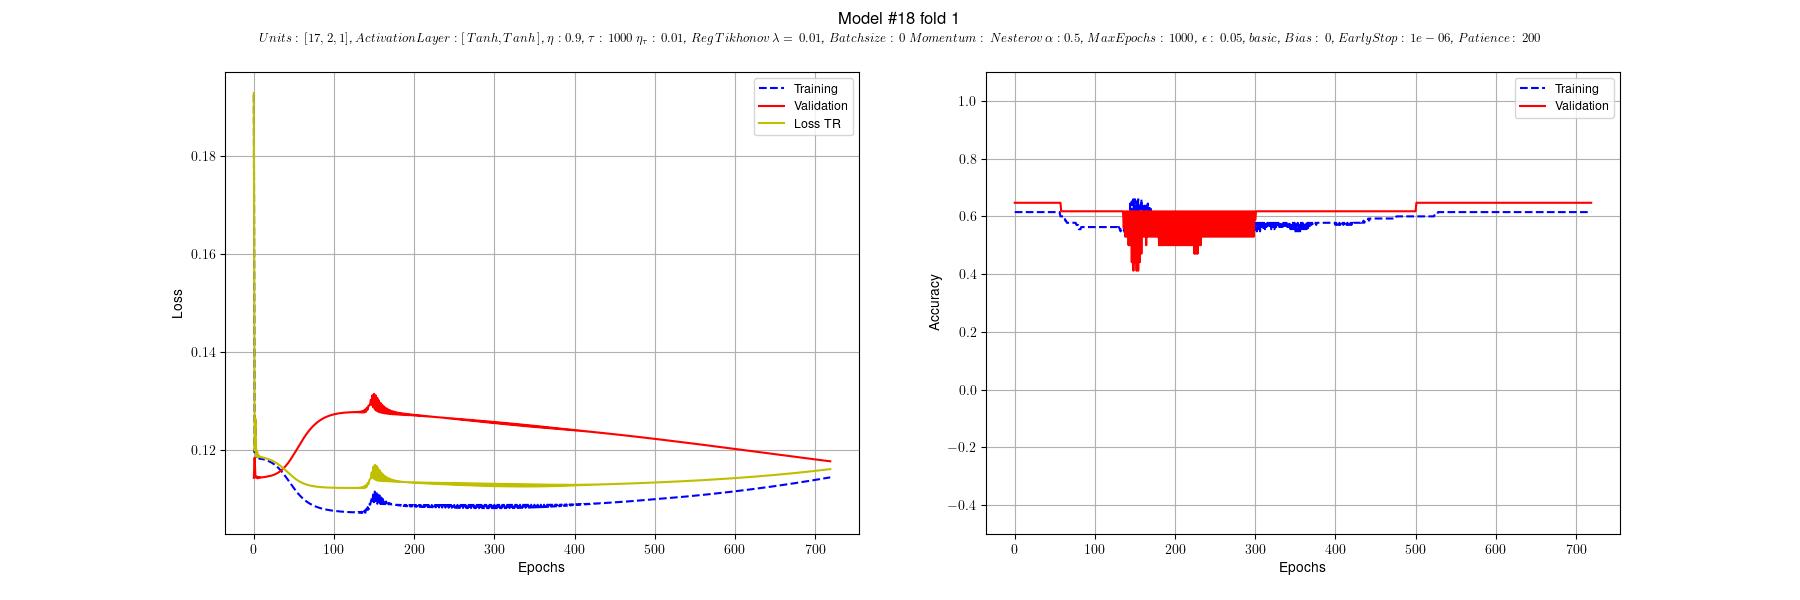 Model #18 fold 1
Units : [17, 2, 1], ActivationLayer : [Tanh, Tanh], η : 0.9, τ : 1000 η_τ : 0.01, RegTikhonov λ = 0.01, Batchsize : 0 Momentum : Nesterov α : 0.5, MaxEpochs : 1000, ϵ : 0.05, basic, Bias : 0, EarlyStop : 1e − 06, Patience : 200
Training
Validation
Loss TR
0.18
0.16
0.14
0.12
Loss
0 100 200 300 400 500 600 700
Epochs
Training
Validation
1.0
0.8
0.6
0.4
0.2
0.0
−0.2
−0.4
Accuracy
0 100 200 300 400 500 600 700
Epochs